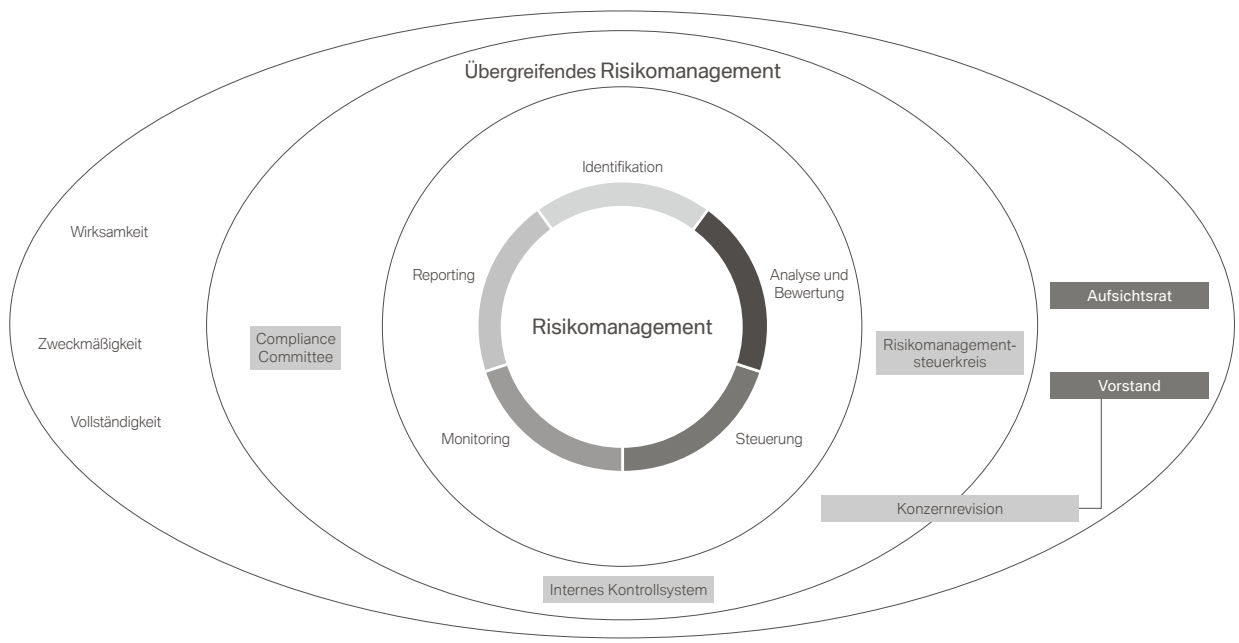 Übergreifendes Risikomanagement
Identifikation
Wirksamkeit
Reporting
Analyse und
Bewertung
Aufsichtsrat
Risikomanagement
Zweckmäßigkeit
Compliance
Committee
Risikomanagement-
steuerkreis
Vorstand
Vollständigkeit
Monitoring
Steuerung
Konzernrevision
Internes Kontrollsystem